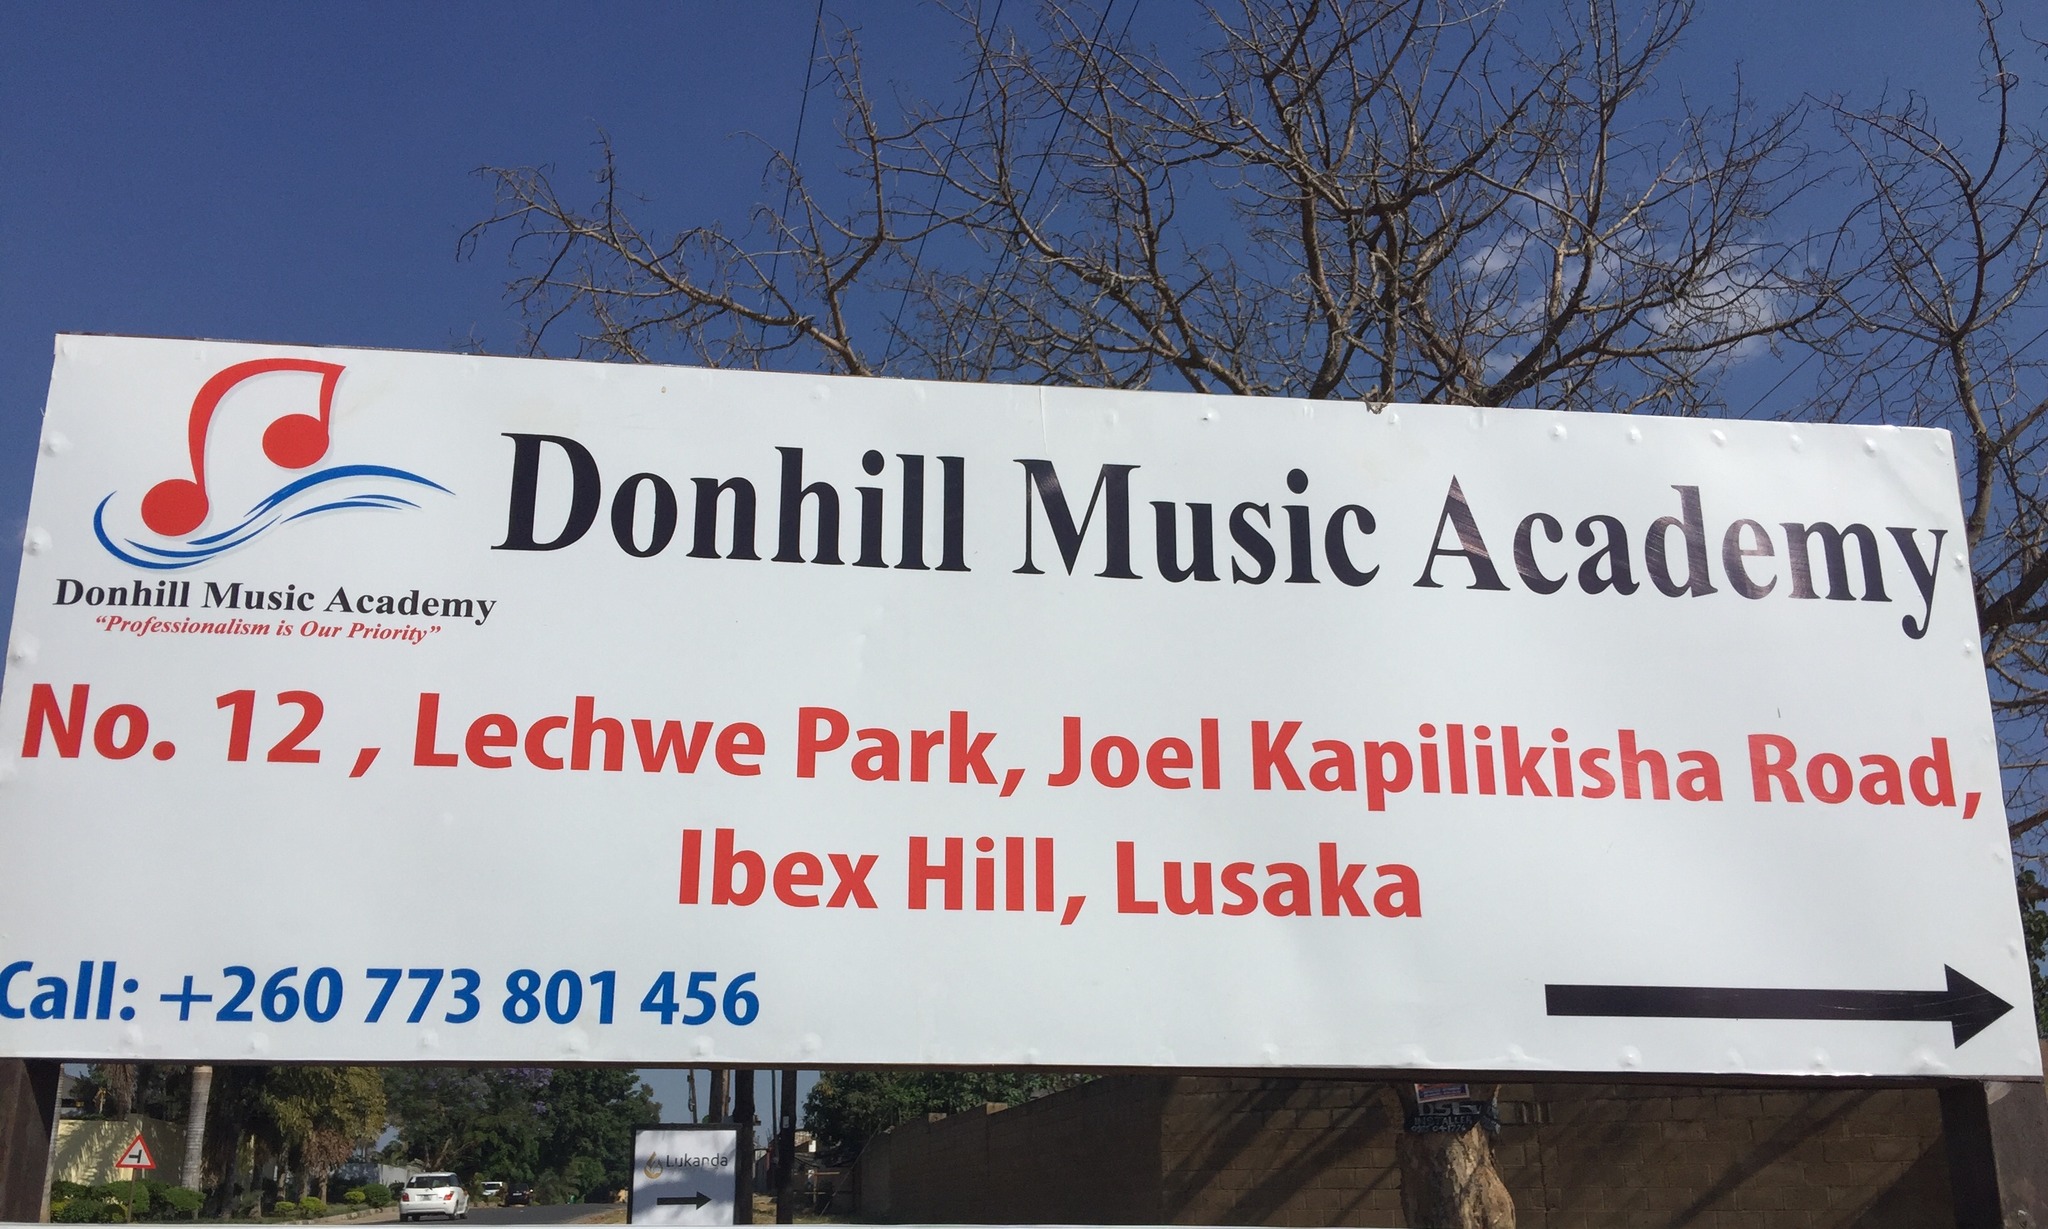 Donhill Music Academy
Donhill Music Academy
"Professionalism is Our Priority"
No. 12 , Lechwe Park, Joel Kapilikisha Road,
Ibex Hill, Lusaka
Call: +260 773 801 456
Lukanda
INSTALLER